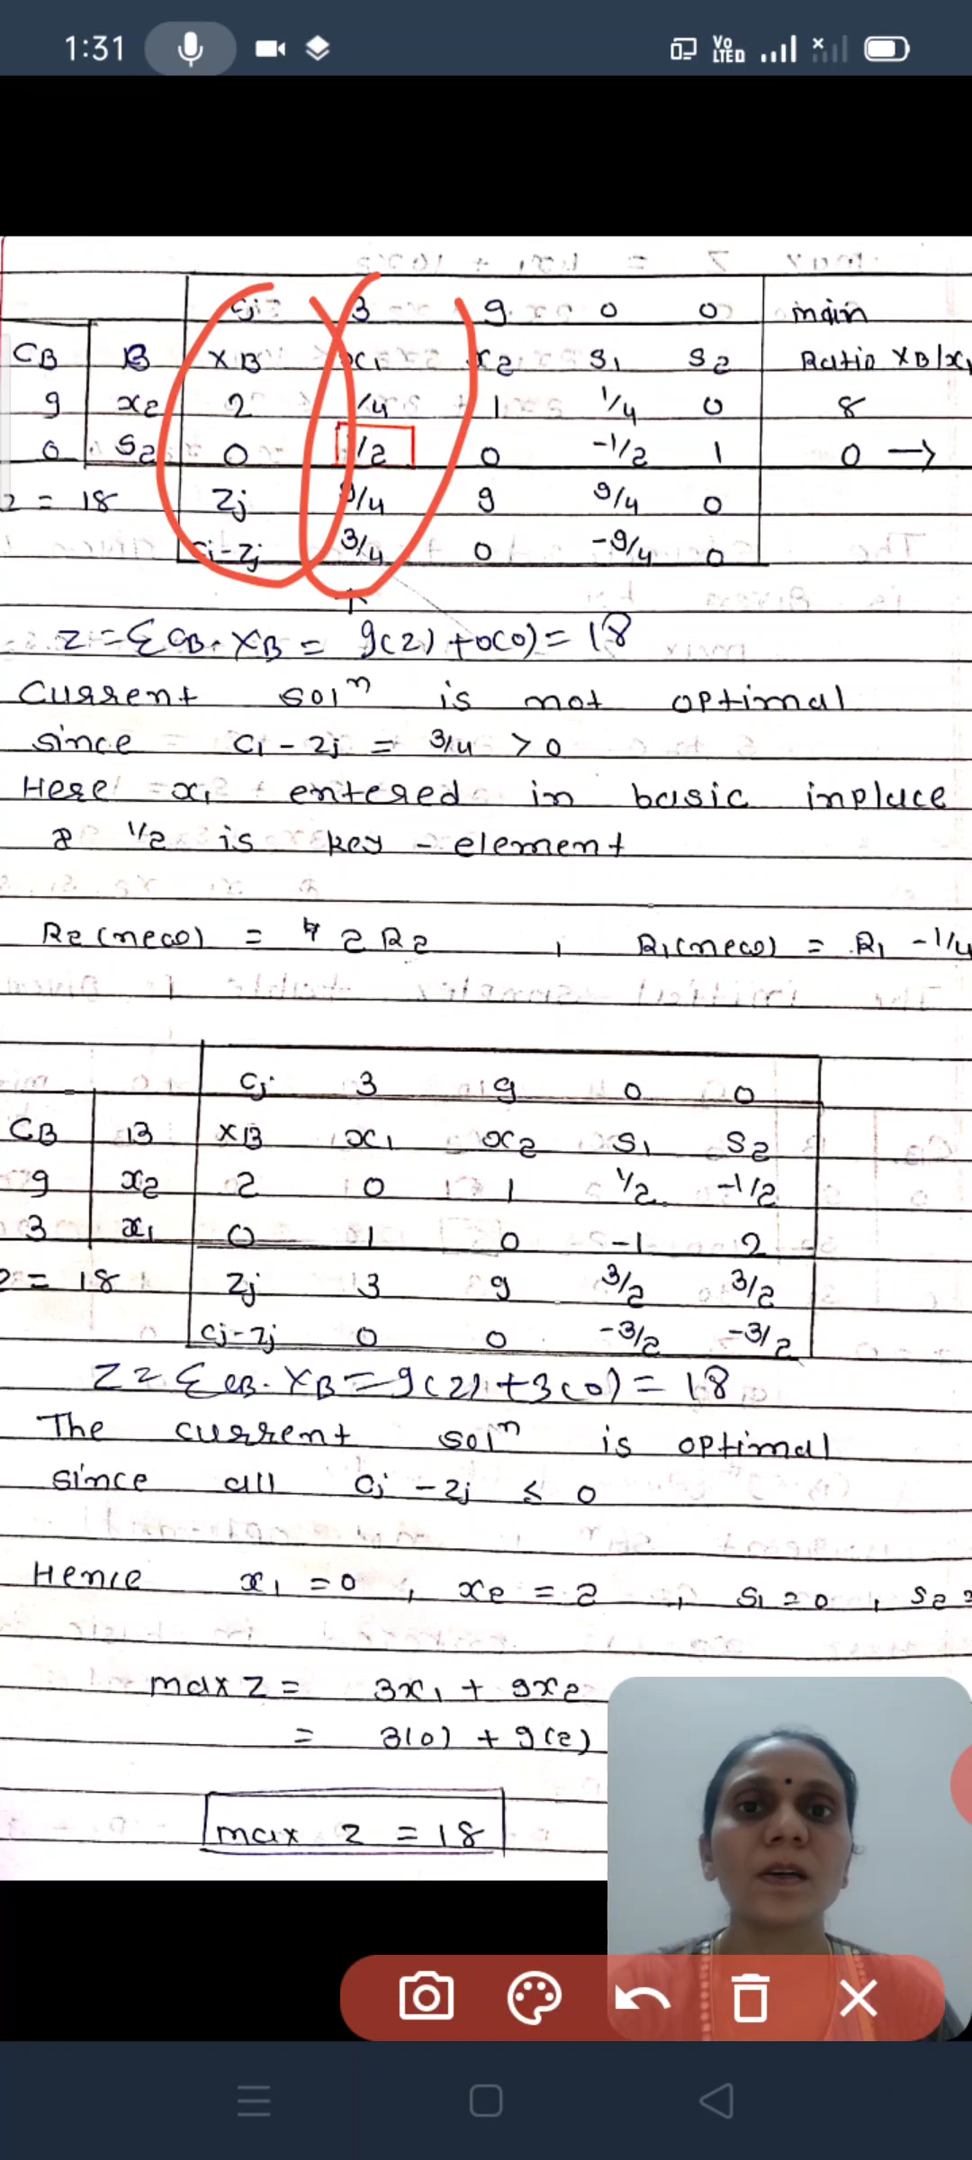 1:31
Vo LTED
Cj 3 9 0 0 min
CB B XB x1 x2 S1 S2 Ratio XB/x1
9 x2 2 1/4 1 1/4 0 8
0 S2 0 1/2 0 -1/2 1 0 →
Z = 18 Zj 9/4 9 9/4 0
Cj-Zj 3/4 0 -9/4 0
Z = ΣCB. XB = 9(2) + 0(0) = 18
Current solⁿ is not optimal
since Cj - Zj = 3/4 > 0
Here x1 entered in basic inplace
& 1/2 is key - element
R2(new) = 2R2 , R1(new) = R1 - 1/4
Cj 3 9 0 0
CB B XB x1 x2 S1 S2
9 x2 2 0 1 1/2 -1/2
3 x1 0 1 0 -1 2
Z = 18 Zj 3 9 3/2 3/2
Cj-Zj 0 0 -3/2 -3/2
Z = ΣCB. XB = 9(2) + 3(0) = 18
The current solⁿ is optimal
since all Cj - Zj ≤ 0
Hence x1 = 0 , x2 = 2 , S1 = 0 , S2 =
max Z = 3x1 + 9x2
= 3(0) + 9(2)
max Z = 18